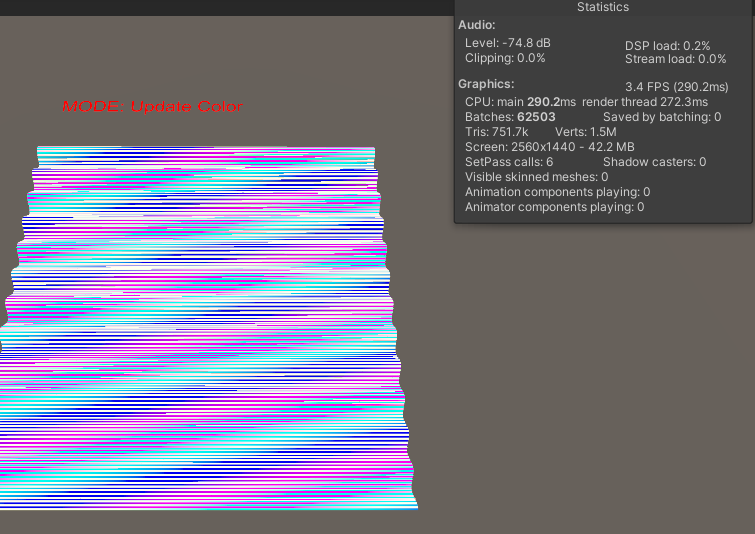 Statistics
Audio:
Level: -74.8 dB DSP load: 0.2%
Clipping: 0.0% Stream load: 0.0%
Graphics: 3.4 FPS (290.2ms)
CPU: main 290.2ms render thread 272.3ms
Batches: 62503 Saved by batching: 0
Tris: 751.7k Verts: 1.5M
Screen: 2560x1440 - 42.2 MB
SetPass calls: 6 Shadow casters: 0
Visible skinned meshes: 0
Animation components playing: 0
Animator components playing: 0
MODE: Update Color